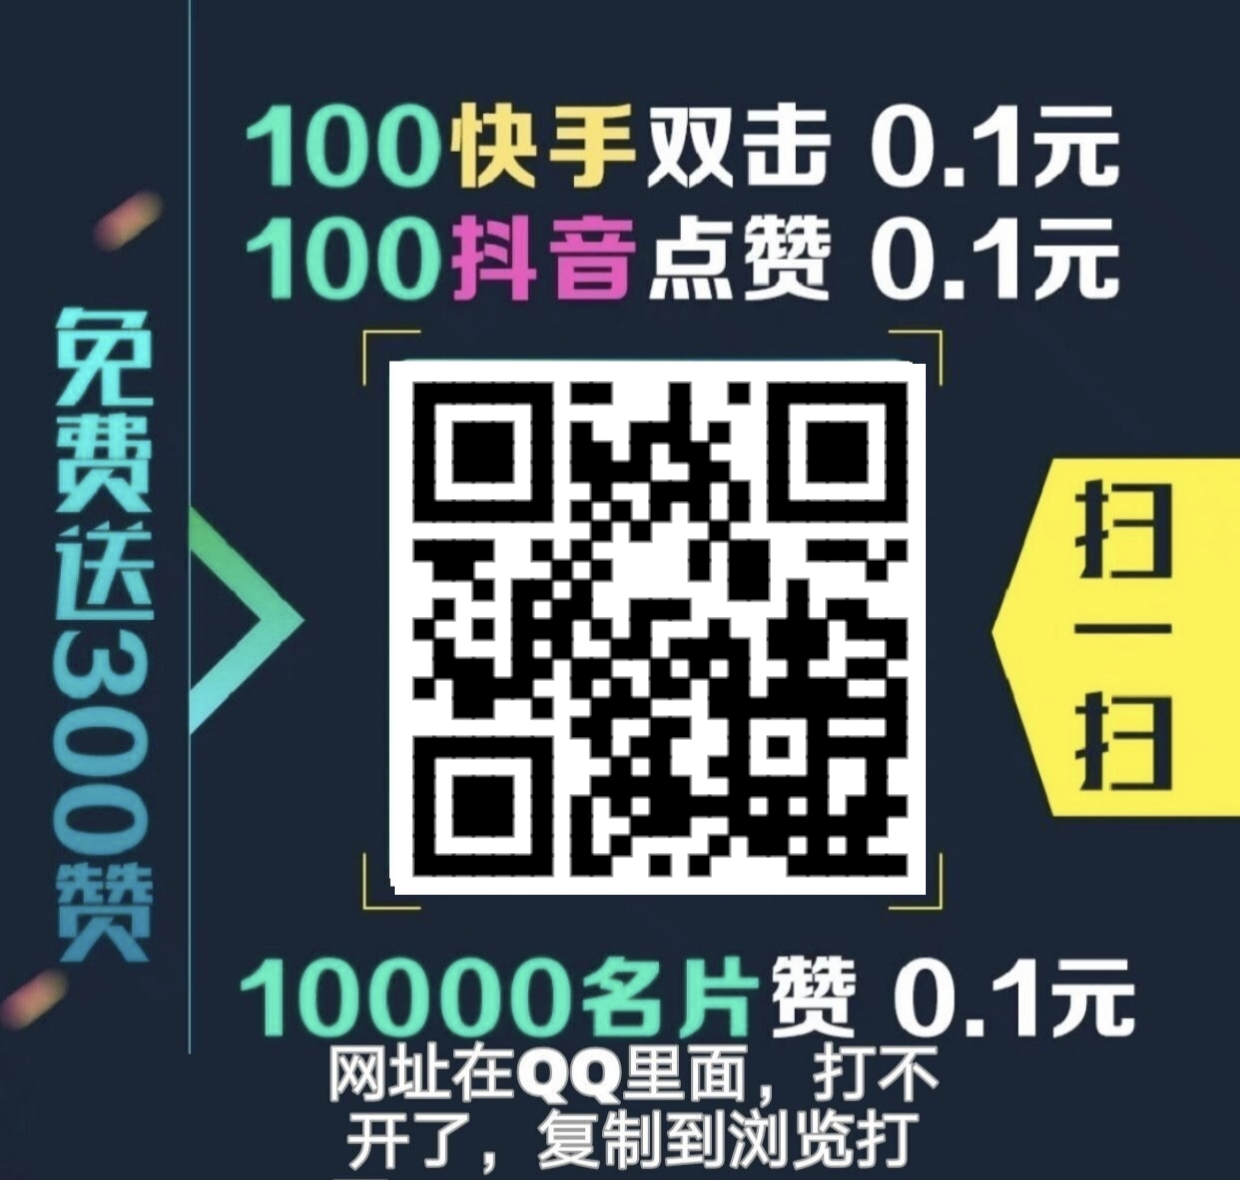 100快手双击 0.1元
100抖音点赞 0.1元
免费送300赞
扫一扫
10000名片赞 0.1元
网址在QQ里面，打不
开了，复制到浏览打